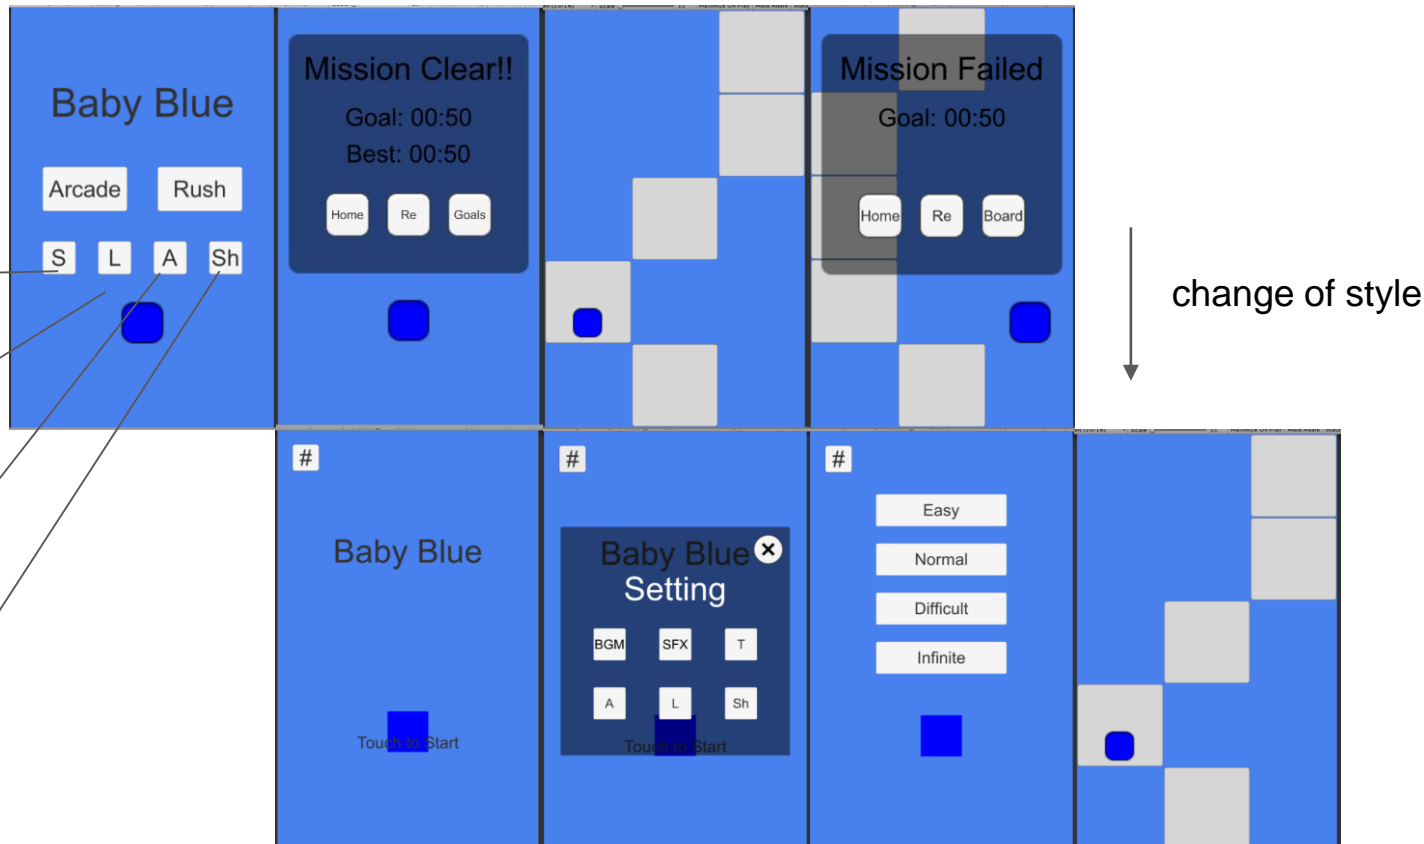 Baby Blue
Arcade Rush
S L A Sh
Mission Clear!!
Goal: 00:50
Best: 00:50
Home Re Goals
Mission Failed
Goal: 00:50
Home Re Board
change of style
#
Baby Blue
Touch to Start
#
Baby Blue
Setting
BGM SFX T
A L Sh
Touch to Start
#
Easy
Normal
Difficult
Infinite